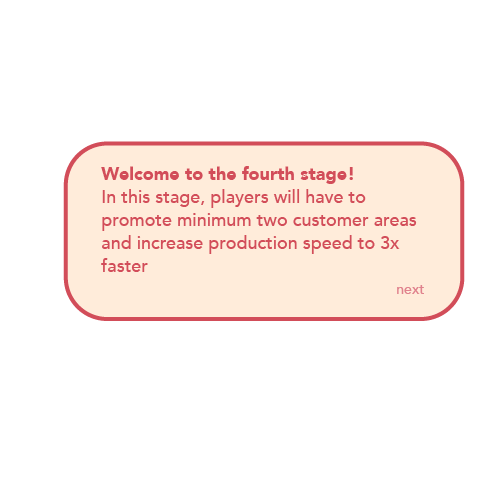 Welcome to the fourth stage!
In this stage, players will have to
promote minimum two customer areas
and increase production speed to 3x
faster
next